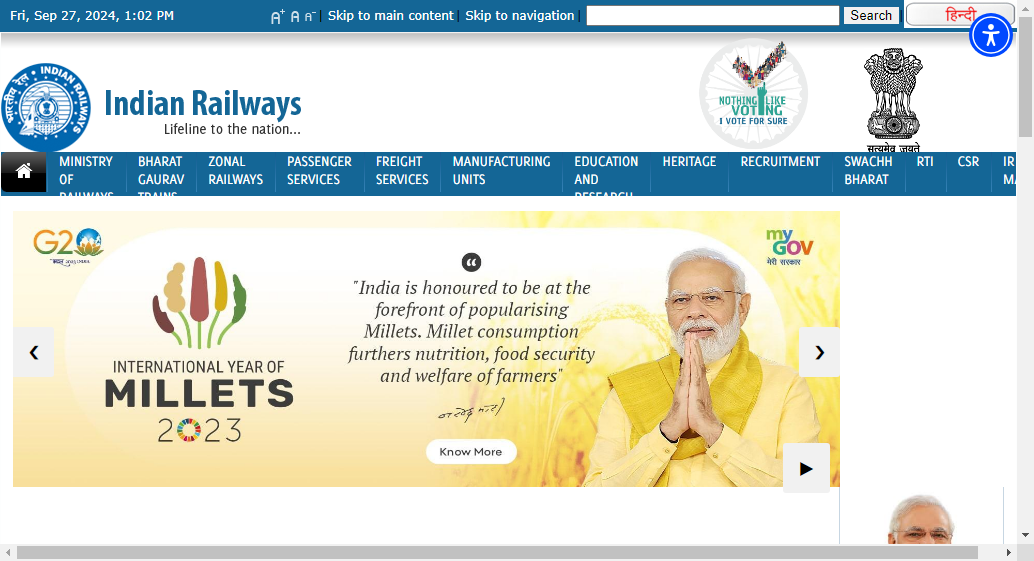 Fri, Sep 27, 2024, 1:02 PM
A+ A A- | Skip to main content | Skip to navigation |
Search
हिन्दी
Indian Railways
Lifeline to the nation...
भारतीय रेल
INDIAN RAILWAYS
NOTHING LIKE
VOTING
I VOTE FOR SURE
सत्यमेव जयते
MINISTRY
OF
RAILWAYS
BHARAT
GAURAV
TRAINS
ZONAL
RAILWAYS
PASSENGER
SERVICES
FREIGHT
SERVICES
MANUFACTURING
UNITS
EDUCATION
AND
RESEARCH
HERITAGE
RECRUITMENT
SWACHH
BHARAT
RTI
CSR
IR
MA
G20
INTERNATIONAL YEAR OF
MILLETS
2023
"India is honoured to be at the
forefront of popularising
Millets. Millet consumption
furthers nutrition, food security
and welfare of farmers"
Know More
my
GOV
मेरी सरकार